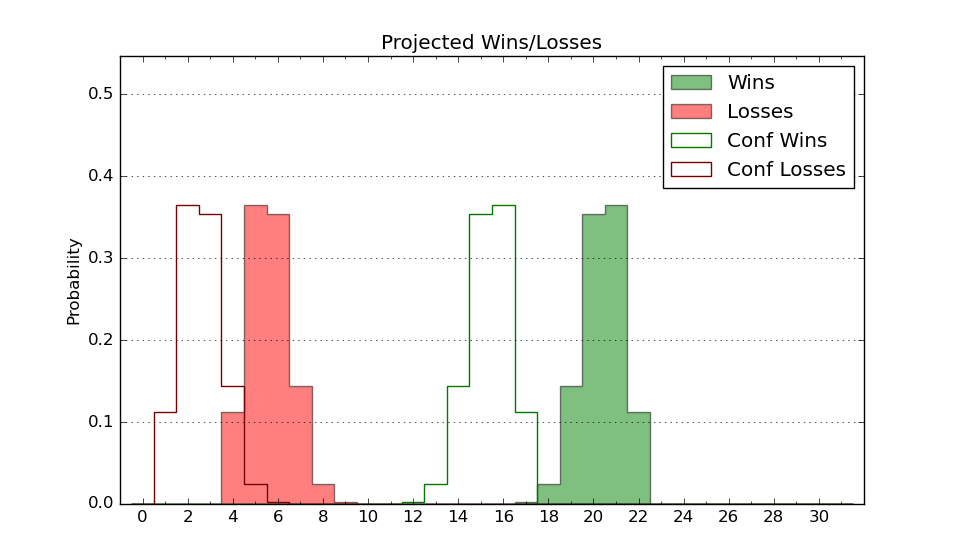 Projected Wins/Losses
Wins
Losses
Conf Wins
Conf Losses
Probability
0.5
0.4
0.3
0.2
0.1
0.0
0 2 4 6 8 10 12 14 16 18 20 22 24 26 28 30